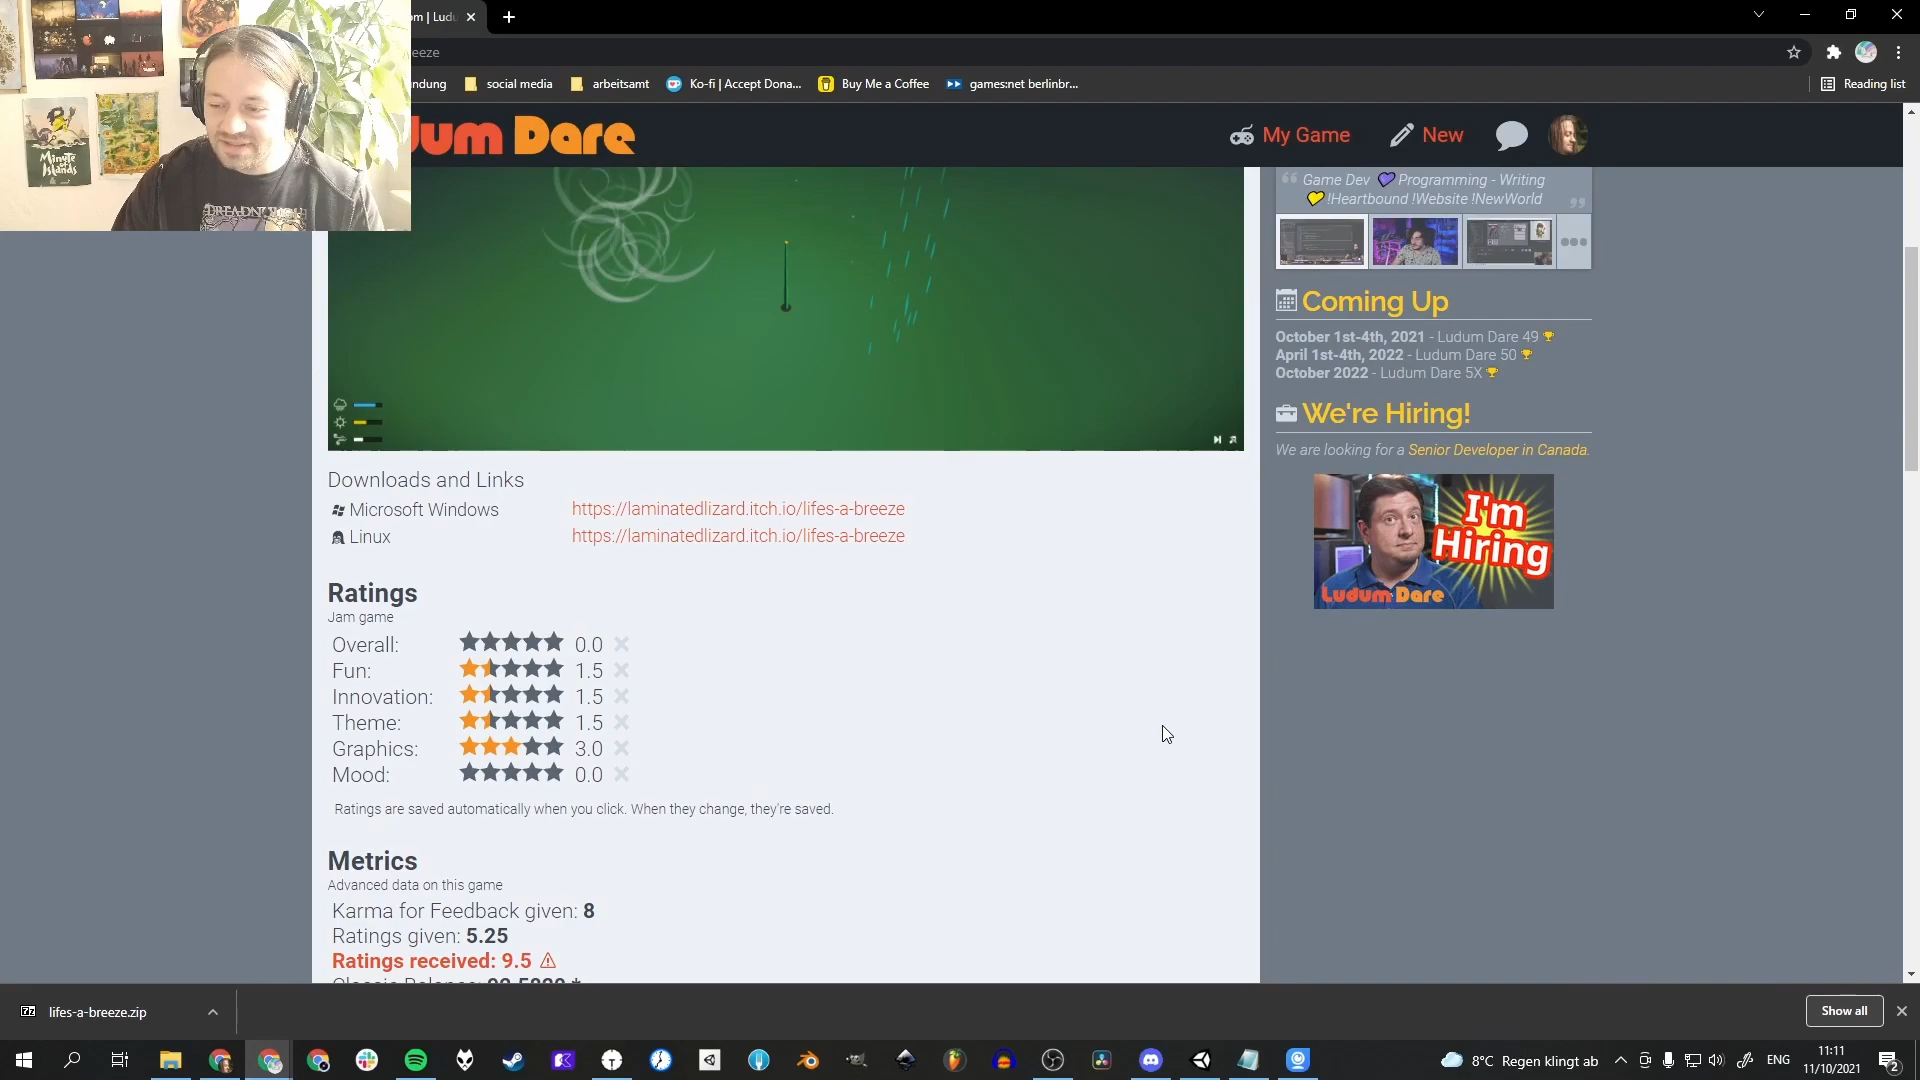 om | Ludu
eeze
indung
social media
arbeitsamt
Ko-fi | Accept Dona...
Buy Me a Coffee
games:net berlinbr...
Reading list
Minute of Islands
DREADNOUGHT
dum Dare
My Game
New
Game Dev 💜 Programming - Writing
💛 !Heartbound !Website !NewWorld
Coming Up
October 1st-4th, 2021 - Ludum Dare 49
April 1st-4th, 2022 - Ludum Dare 50
October 2022 - Ludum Dare 5X
We're Hiring!
We are looking for a Senior Developer in Canada.
I'm
Hiring
Ludum Dare
Downloads and Links
Microsoft Windows https://laminatedlizard.itch.io/lifes-a-breeze
Linux https://laminatedlizard.itch.io/lifes-a-breeze
Ratings
Jam game
Overall: 0.0
Fun: 1.5
Innovation: 1.5
Theme: 1.5
Graphics: 3.0
Mood: 0.0
Ratings are saved automatically when you click. When they change, they're saved.
Metrics
Advanced data on this game
Karma for Feedback given: 8
Ratings given: 5.25
Ratings received: 9.5
lifes-a-breeze.zip
Show all
8°C Regen klingt ab
ENG
11:11
11/10/2021
2